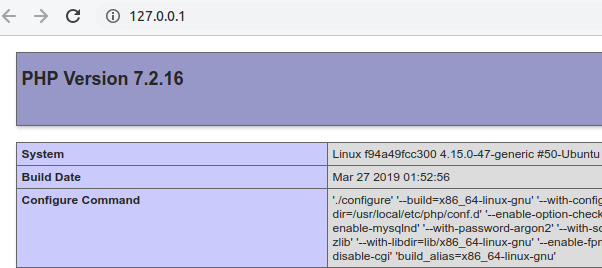 127.0.0.1
PHP Version 7.2.16
System Linux f94a49fcc300 4.15.0-47-generic #50-Ubuntu
Build Date Mar 27 2019 01:52:56
Configure Command './configure' '--build=x86_64-linux-gnu' '--with-config
dir=/usr/local/etc/php/conf.d' '--enable-option-check
enable-mysqlnd' '--with-password-argon2' '--with-so
zlib' '--with-libdir=lib/x86_64-linux-gnu' '--enable-fpm
disable-cgi' 'build_alias=x86_64-linux-gnu'